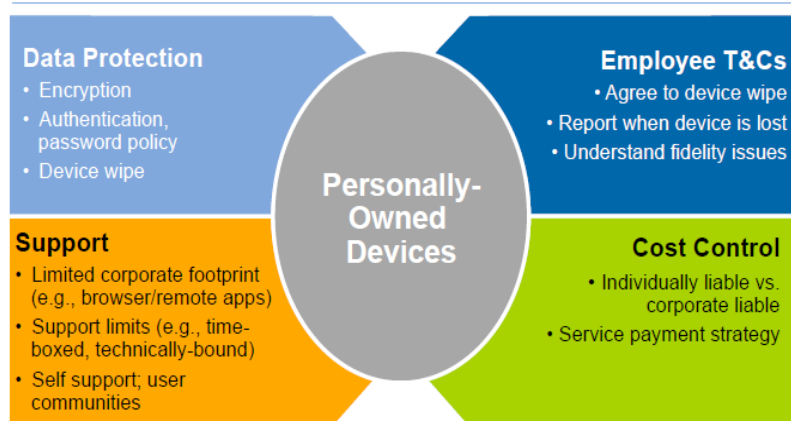 Data Protection
• Encryption
• Authentication,
password policy
• Device wipe
Employee T&Cs
• Agree to device wipe
• Report when device is lost
• Understand fidelity issues
Personally-
Owned
Devices
Support
• Limited corporate footprint
(e.g., browser/remote apps)
• Support limits (e.g., time-
boxed, technically-bound)
• Self support; user
communities
Cost Control
• Individually liable vs.
corporate liable
• Service payment strategy